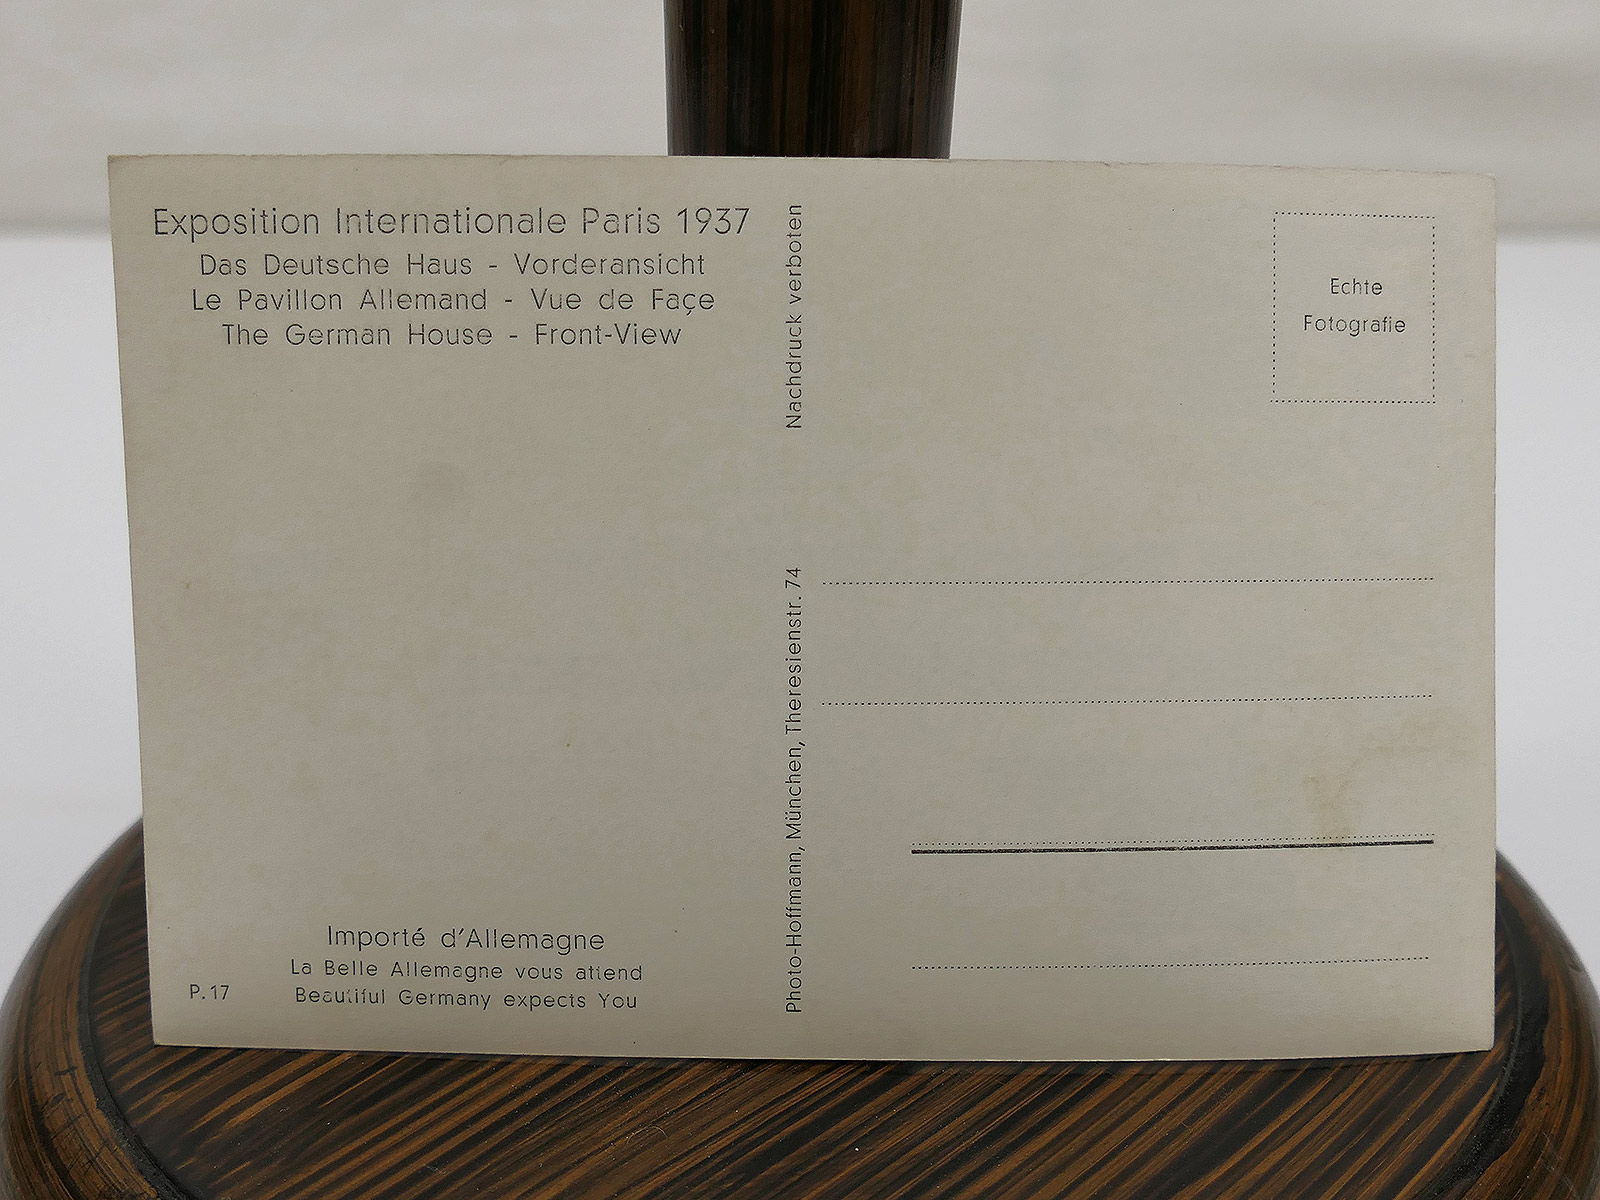 Exposition Internationale Paris 1937
Das Deutsche Haus - Vorderansicht
Le Pavillon Allemand - Vue de Façe
The German House - Front-View
Nachdruck verboten
Echte
Fotografie
Photo-Hoffmann, München, Theresienstr. 74
Importé d'Allemagne
La Belle Allemagne vous attend
Beautiful Germany expects You
P.17